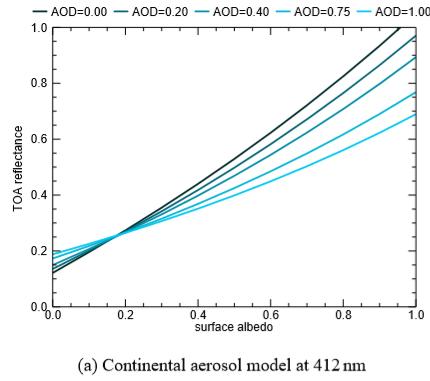 AOD=0.00 AOD=0.20 AOD=0.40 AOD=0.75 AOD=1.00
1.0
0.8
0.6
0.4
0.2
0.0
TOA reflectance
0.0 0.2 0.4 0.6 0.8 1.0
surface albedo
(a) Continental aerosol model at 412 nm